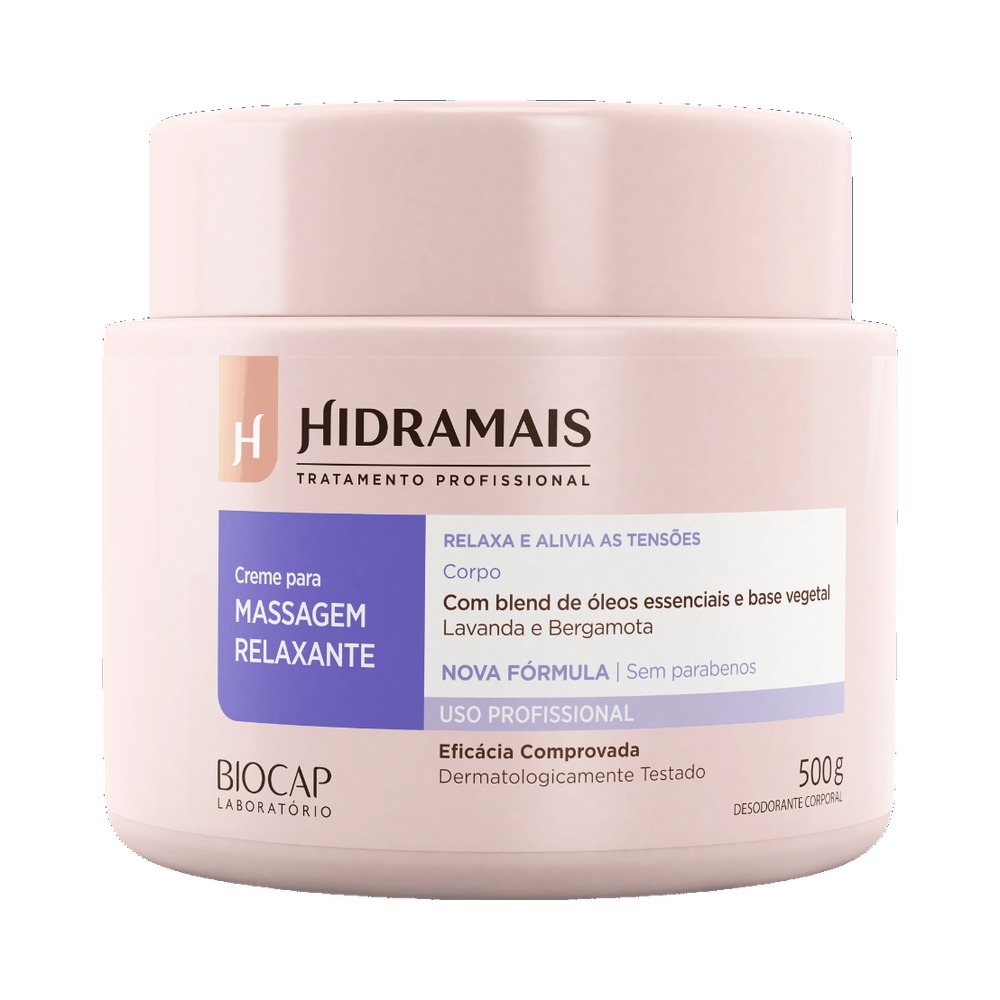 H
HIDRAMAIS
TRATAMENTO PROFISSIONAL
Creme para
MASSAGEM
RELAXANTE
RELAXA E ALIVIA AS TENSÕES
Corpo
Com blend de óleos essenciais e base vegetal
Lavanda e Bergamota
NOVA FÓRMULA | Sem parabenos
USO PROFISSIONAL
Eficácia Comprovada
Dermatologicamente Testado
BIOCAP
LABORATÓRIO
500g
DESODORANTE CORPORAL